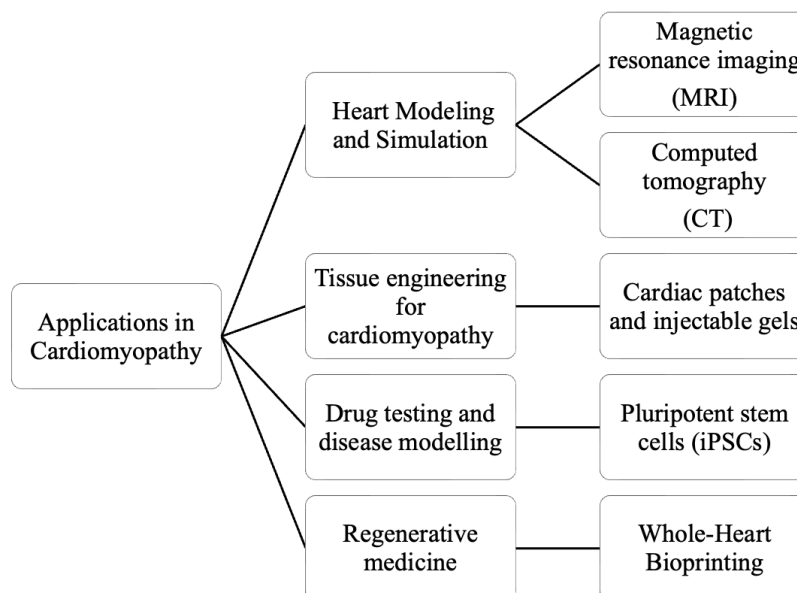 Applications in
Cardiomyopathy
Heart Modeling
and Simulation
Magnetic
resonance imaging
(MRI)
Computed
tomography
(CT)
Tissue engineering
for
cardiomyopathy
Cardiac patches
and injectable gels
Drug testing and
disease modelling
Pluripotent stem
cells (iPSCs)
Regenerative
medicine
Whole-Heart
Bioprinting